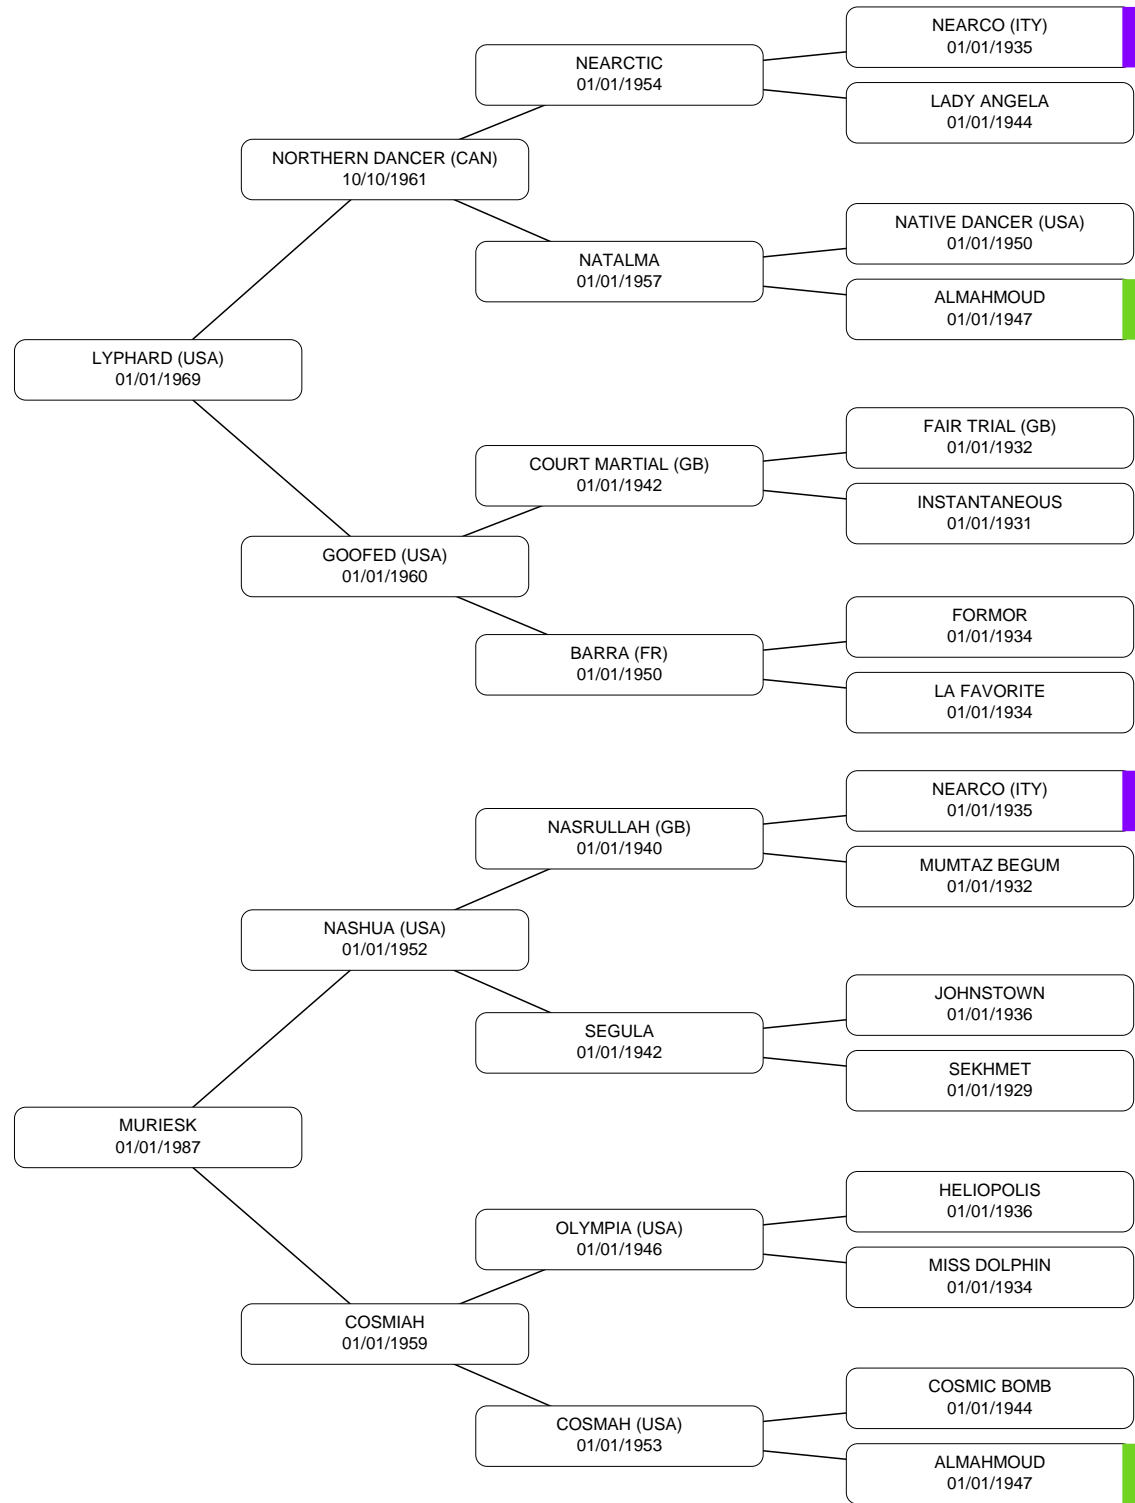 NEARCO (ITY)
01/01/1935
NEARCTIC
01/01/1954
LADY ANGELA
01/01/1944
NORTHERN DANCER (CAN)
10/10/1961
NATIVE DANCER (USA)
01/01/1950
NATALMA
01/01/1957
ALMAHMOUD
01/01/1947
LYPHARD (USA)
01/01/1969
FAIR TRIAL (GB)
01/01/1932
COURT MARTIAL (GB)
01/01/1942
INSTANTANEOUS
01/01/1931
GOOFED (USA)
01/01/1960
FORMOR
01/01/1934
BARRA (FR)
01/01/1950
LA FAVORITE
01/01/1934
NEARCO (ITY)
01/01/1935
NASRULLAH (GB)
01/01/1940
MUMTAZ BEGUM
01/01/1932
NASHUA (USA)
01/01/1952
JOHNSTOWN
01/01/1936
SEGULA
01/01/1942
SEKHMET
01/01/1929
MURIESK
01/01/1987
HELIOPOLIS
01/01/1936
OLYMPIA (USA)
01/01/1946
MISS DOLPHIN
01/01/1934
COSMIAH
01/01/1959
COSMIC BOMB
01/01/1944
COSMAH (USA)
01/01/1953
ALMAHMOUD
01/01/1947